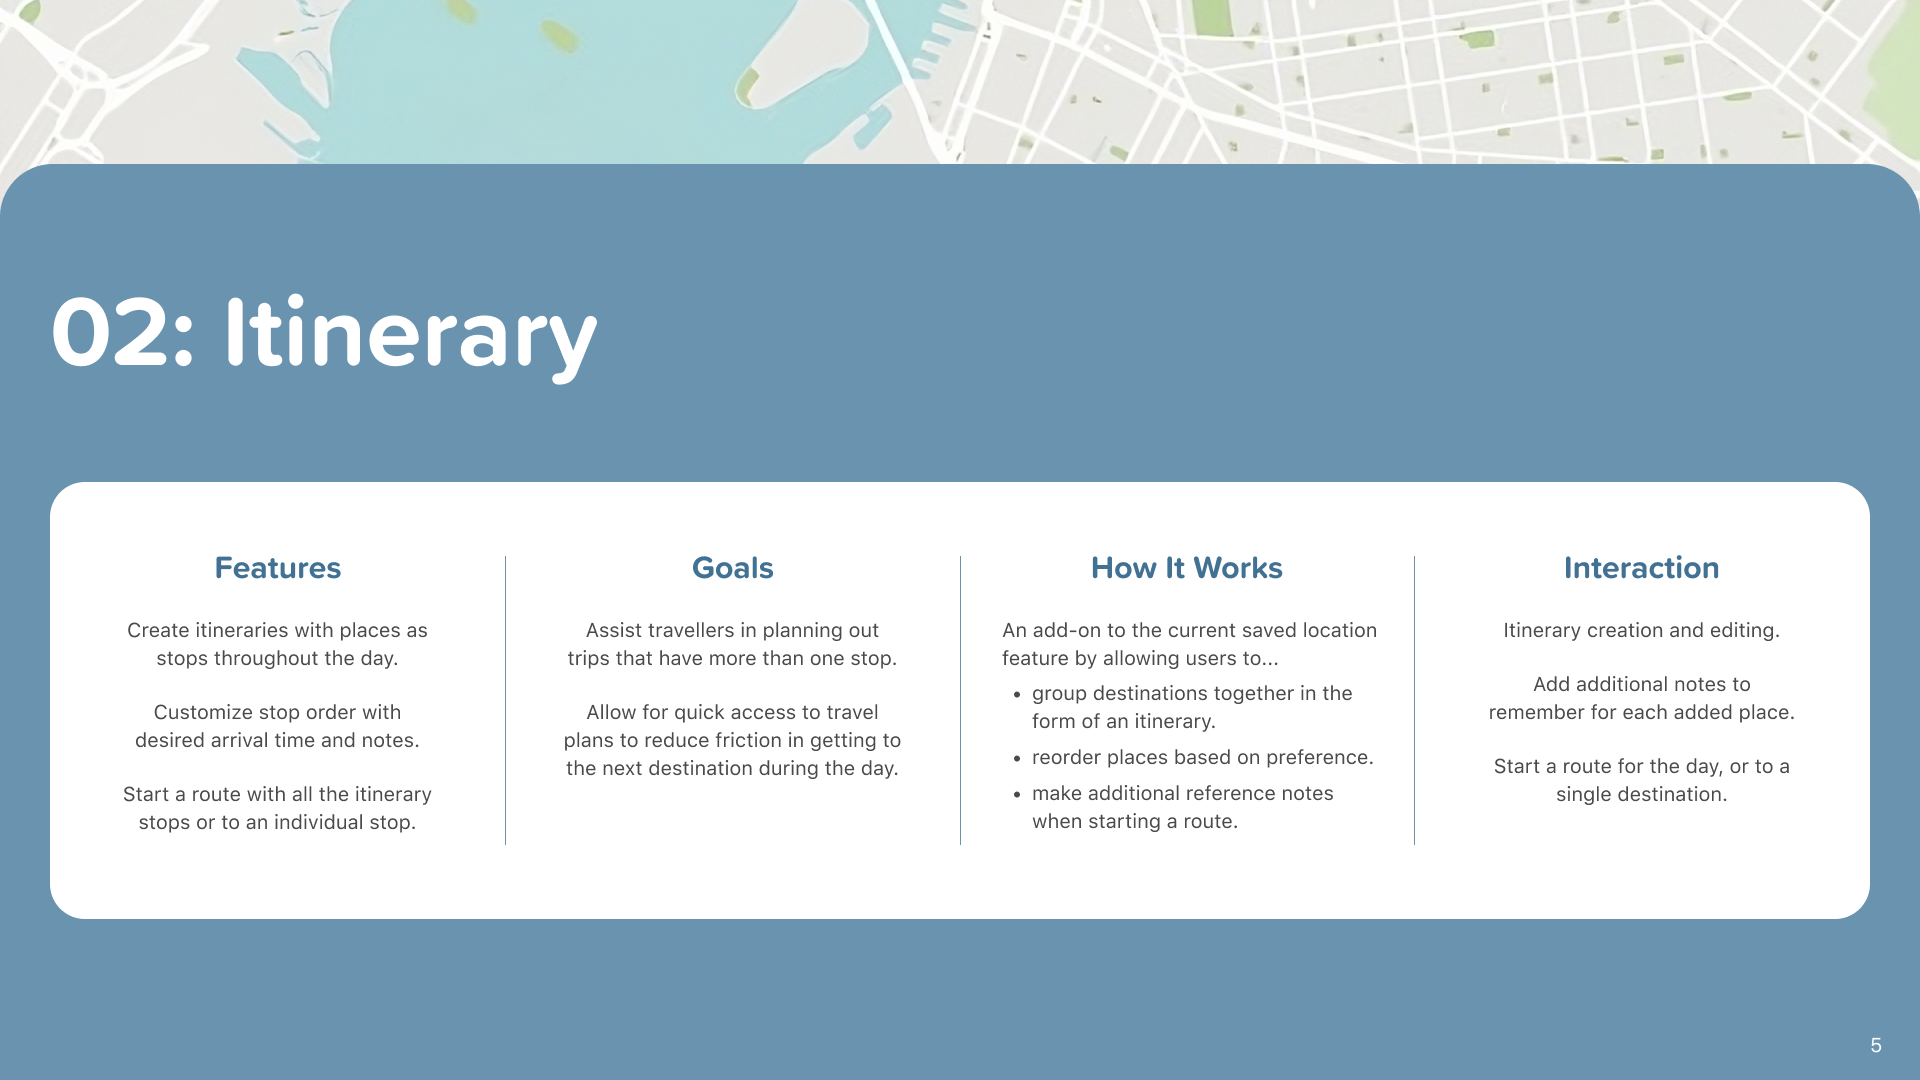 02: Itinerary
Features
Create itineraries with places as
stops throughout the day.
Customize stop order with
desired arrival time and notes.
Start a route with all the itinerary
stops or to an individual stop.
Goals
Assist travellers in planning out
trips that have more than one stop.
Allow for quick access to travel
plans to reduce friction in getting to
the next destination during the day.
How It Works
An add-on to the current saved location
feature by allowing users to...
• group destinations together in the
form of an itinerary.
• reorder places based on preference.
• make additional reference notes
when starting a route.
Interaction
Itinerary creation and editing.
Add additional notes to
remember for each added place.
Start a route for the day, or to a
single destination.
5